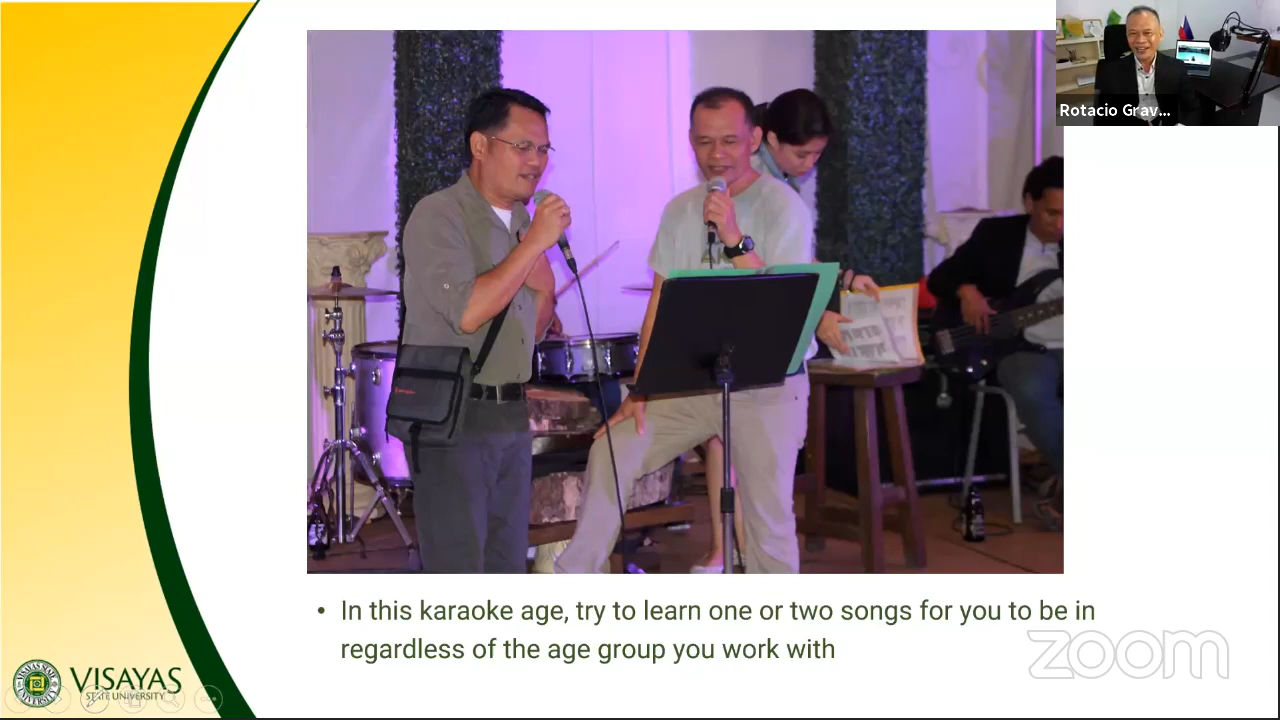 Rotacio Grav...
• In this karaoke age, try to learn one or two songs for you to be in
regardless of the age group you work with
zoom
VISAYAS
STATE UNIVERSITY